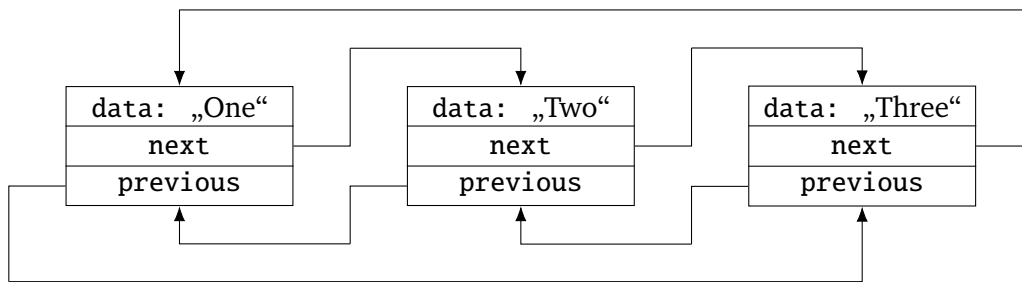 data: „One“
next
previous
data: „Two“
next
previous
data: „Three“
next
previous